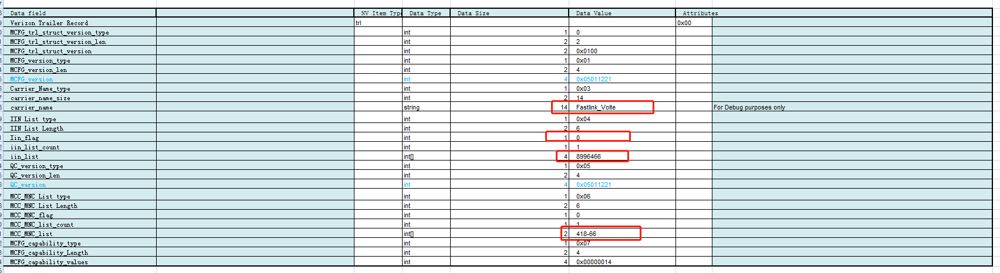 Data field NV Item Typ Data Type Data Size Data Value Attributes
Verizon Trailer Record trl 0x00
MCFG_trl_struct_version_type int 1 0
MCFG_trl_struct_version_len int 2 2
MCFG_trl_struct_version int 2 0x0100
MCFG_version_type int 1 0x01
MCFG_version_len int 2 4
MCFG_version int 4 0x05011221
Carrier_Name_type int 1 0x03
carrier_name_size int 2 14
carrier_name string 14 Fastlink_Volte For Debug purposes only
IIN List type int 1 0x04
IIN List Length int 2 6
Iin_flag int 1 0
iin_list_count int 1 1
iin_list int[] 4 8996466
QC_version_type int 1 0x05
QC_version_len int 2 4
QC_version int 4 0x05011221
MCC_MNC List type int 1 0x06
MCC_MNC List Length int 2 6
MCC_MNC_flag int 1 0
MCC_MNC_list_count int 1 1
MCC_MNC_list int[] 2 418-66
MCFG_capability_type int 1 0x07
MCFG_capability_Length int 2 4
MCFG_capability_values int 4 0x00000014